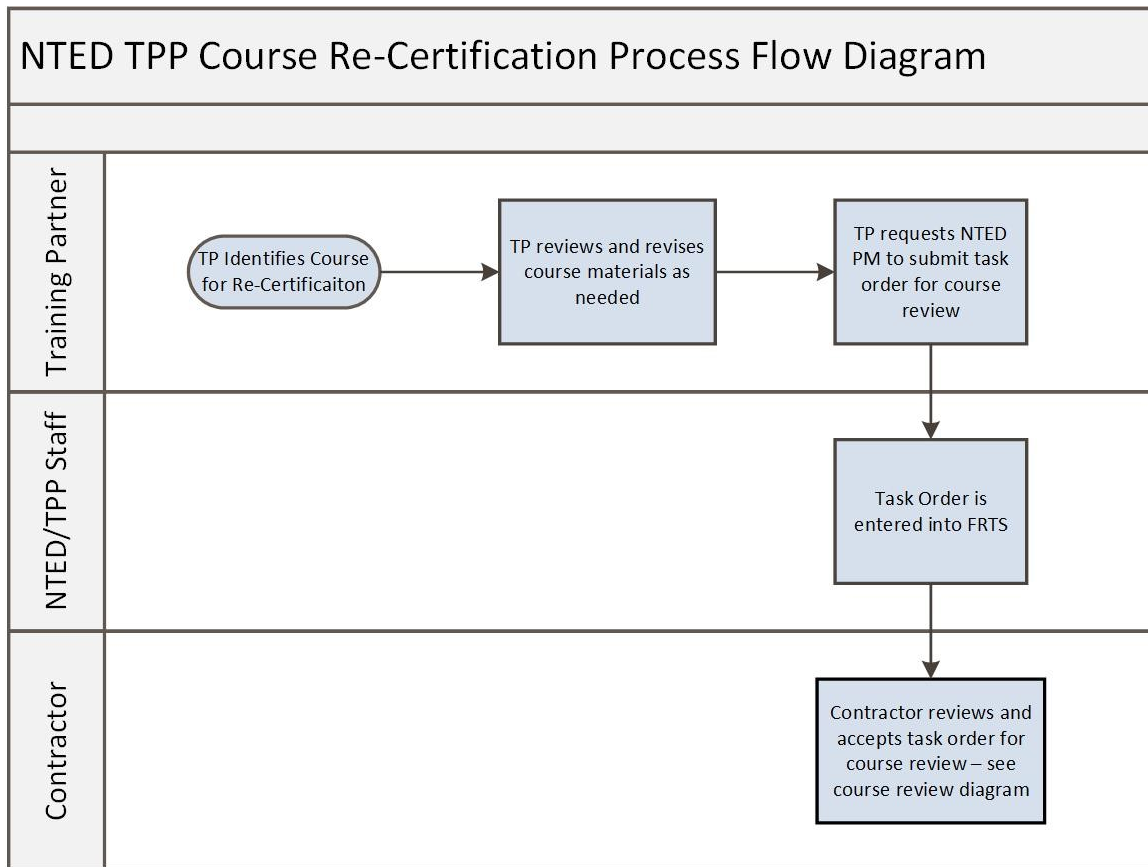 NTED TPP Course Re-Certification Process Flow Diagram
Training Partner
TP Identifies Course
for Re-Certificaiton
TP reviews and revises
course materials as
needed
TP requests NTED
PM to submit task
order for course
review
NTED/TPP Staff
Task Order is
entered into FRTS
Contractor
Contractor reviews and
accepts task order for
course review – see
course review diagram